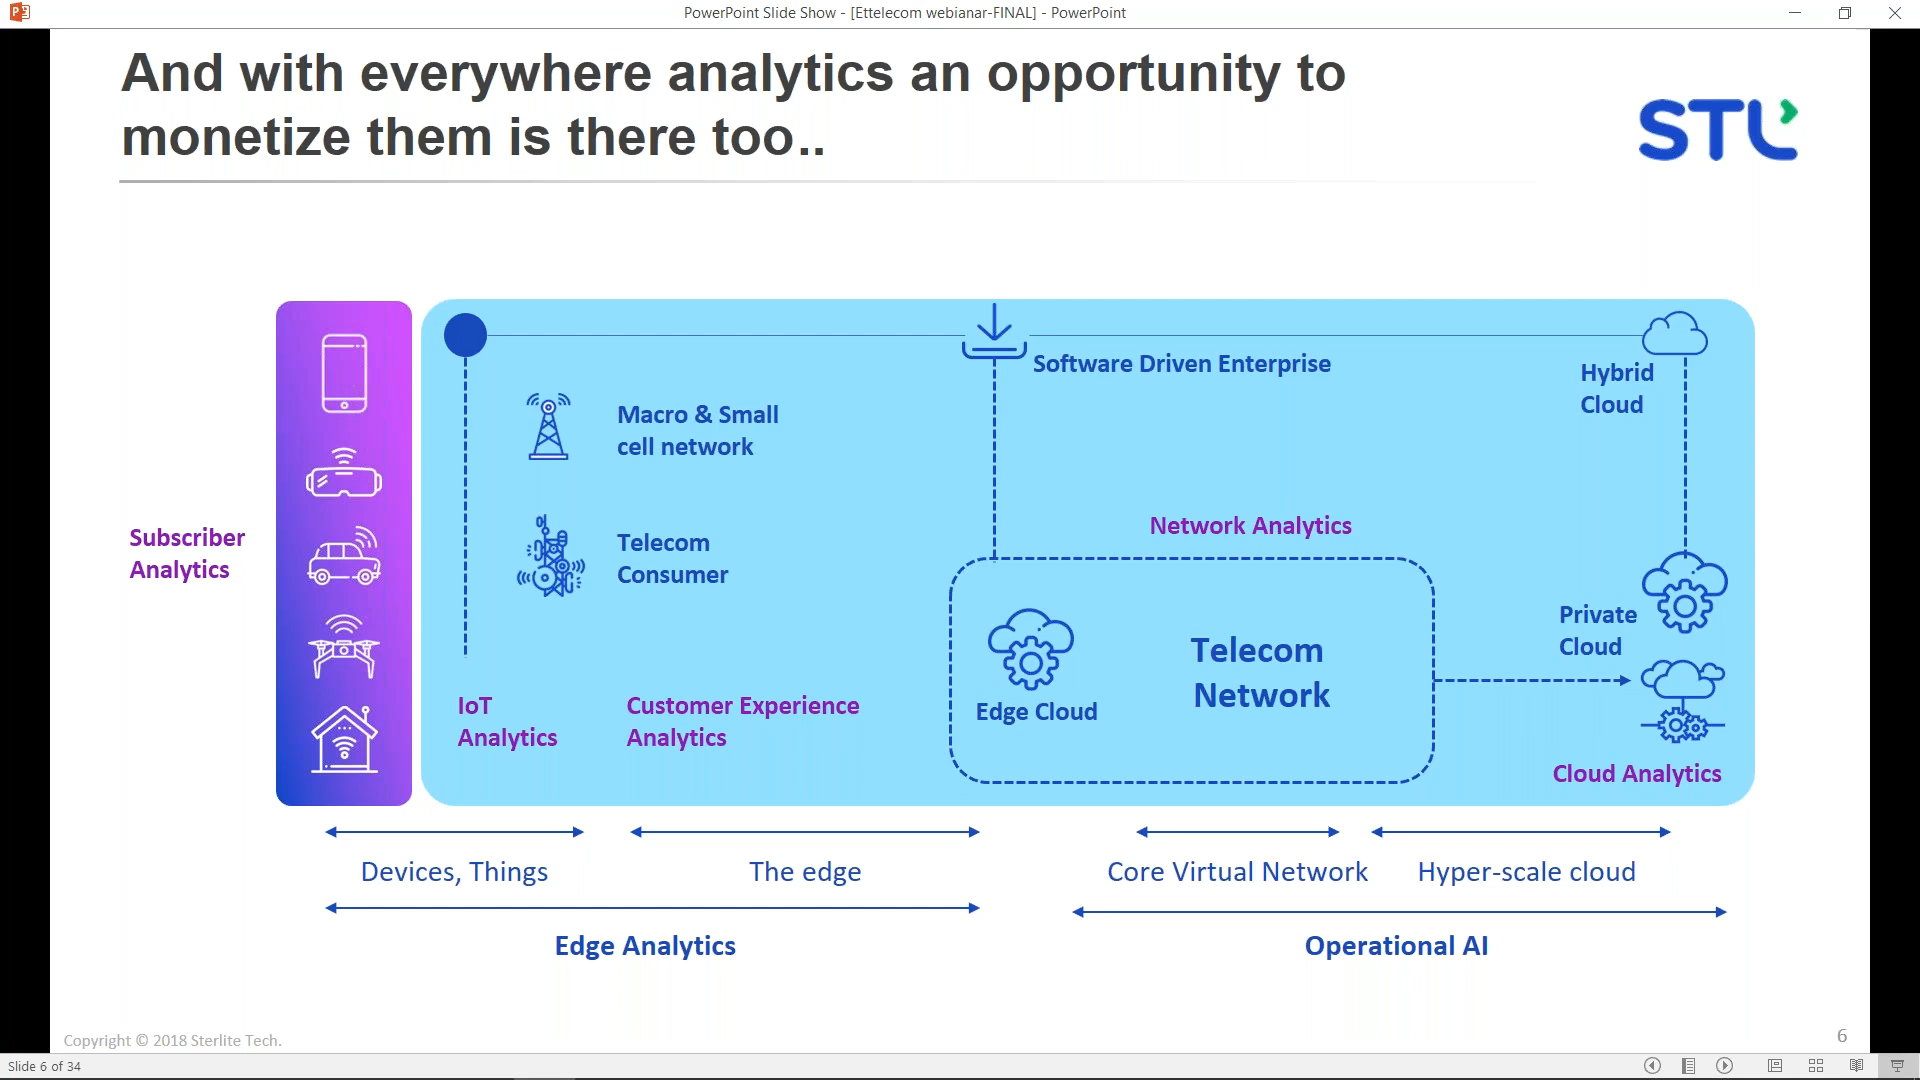 PowerPoint Slide Show - [Ettelecom webianar-FINAL] - PowerPoint
And with everywhere analytics an opportunity to
monetize them is there too..
STL
Software Driven Enterprise
Hybrid
Cloud
Macro & Small
cell network
Subscriber
Analytics
Telecom
Consumer
Network Analytics
Private
Cloud
Telecom
Network
Edge Cloud
IoT
Analytics
Customer Experience
Analytics
Cloud Analytics
Devices, Things
The edge
Core Virtual Network
Hyper-scale cloud
Edge Analytics
Operational AI
Copyright © 2018 Sterlite Tech.
6
Slide 6 of 34